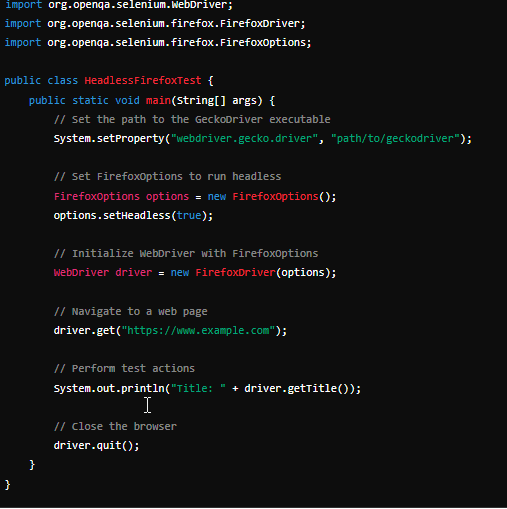 import org.openqa.selenium.WebDriver;
import org.openqa.selenium.firefox.FirefoxDriver;
import org.openqa.selenium.firefox.FirefoxOptions;
public class HeadlessFirefoxTest {
public static void main(String[] args) {
// Set the path to the GeckoDriver executable
System.setProperty("webdriver.gecko.driver", "path/to/geckodriver");
// Set FirefoxOptions to run headless
FirefoxOptions options = new FirefoxOptions();
options.setHeadless(true);
// Initialize WebDriver with FirefoxOptions
WebDriver driver = new FirefoxDriver(options);
// Navigate to a web page
driver.get("https://www.example.com");
// Perform test actions
System.out.println("Title: " + driver.getTitle());
// Close the browser
driver.quit();
}
}